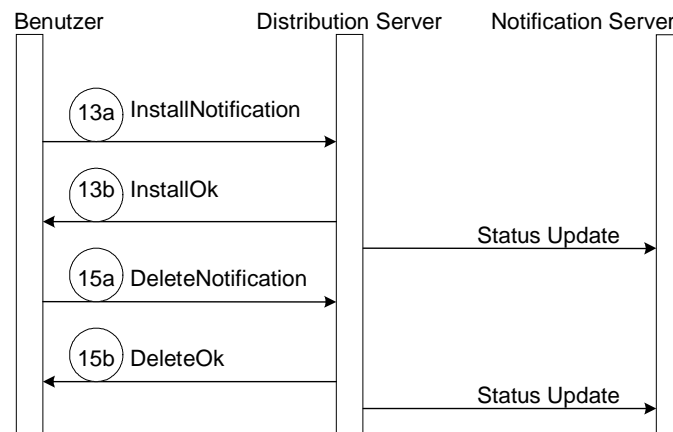 Benutzer Distribution Server Notification Server
13a InstallNotification
13b InstallOk
Status Update
15a DeleteNotification
15b DeleteOk
Status Update